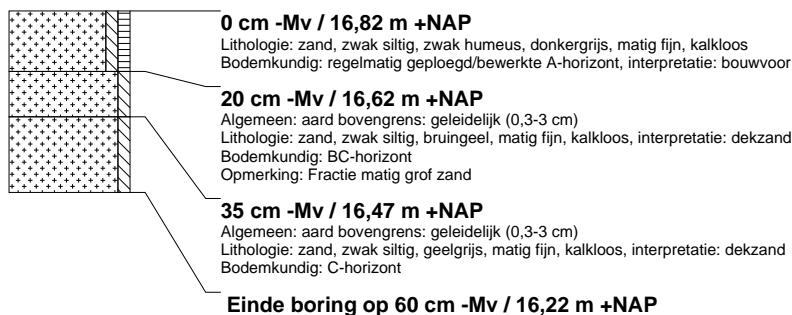 0 cm -Mv / 16,82 m +NAP
Lithologie: zand, zwak siltig, zwak humeus, donkergrijs, matig fijn, kalkloos
Bodemkundig: regelmatig geploegd/bewerkte A-horizont, interpretatie: bouwvoor
20 cm -Mv / 16,62 m +NAP
Algemeen: aard bovengrens: geleidelijk (0,3-3 cm)
Lithologie: zand, zwak siltig, bruingeel, matig fijn, kalkloos, interpretatie: dekzand
Bodemkundig: BC-horizont
Opmerking: Fractie matig grof zand
35 cm -Mv / 16,47 m +NAP
Algemeen: aard bovengrens: geleidelijk (0,3-3 cm)
Lithologie: zand, zwak siltig, geelgrijs, matig fijn, kalkloos, interpretatie: dekzand
Bodemkundig: C-horizont
Einde boring op 60 cm -Mv / 16,22 m +NAP